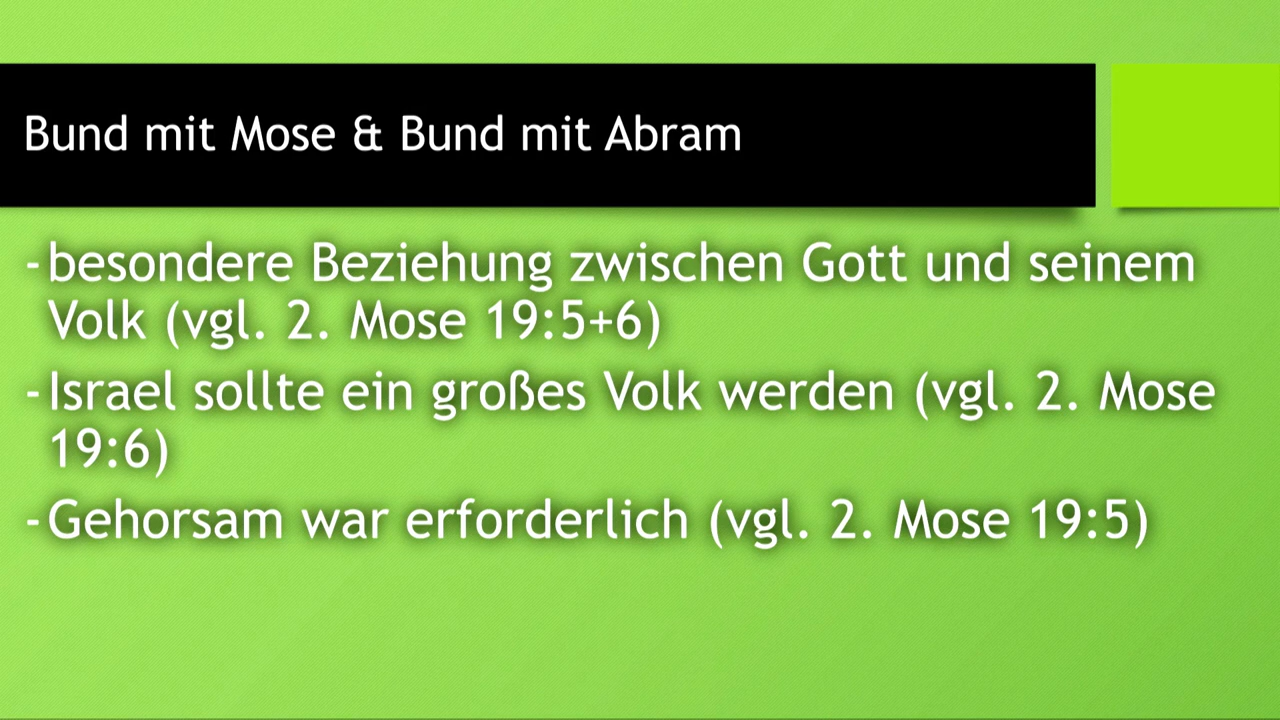 Bund mit Mose & Bund mit Abram
-besondere Beziehung zwischen Gott und seinem
Volk (vgl. 2. Mose 19:5+6)
-Israel sollte ein großes Volk werden (vgl. 2. Mose
19:6)
-Gehorsam war erforderlich (vgl. 2. Mose 19:5)